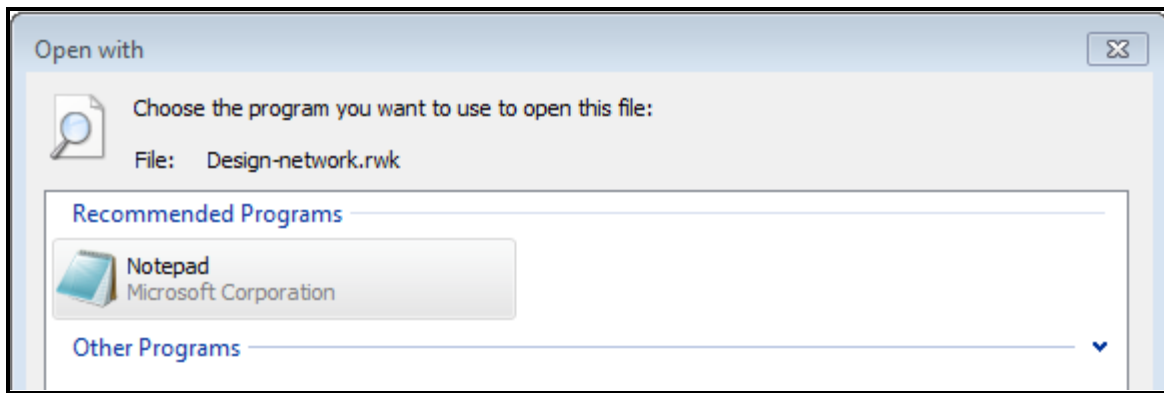 Open with
Choose the program you want to use to open this file:
File: Design-network.rwk
Recommended Programs
Notepad
Microsoft Corporation
Other Programs